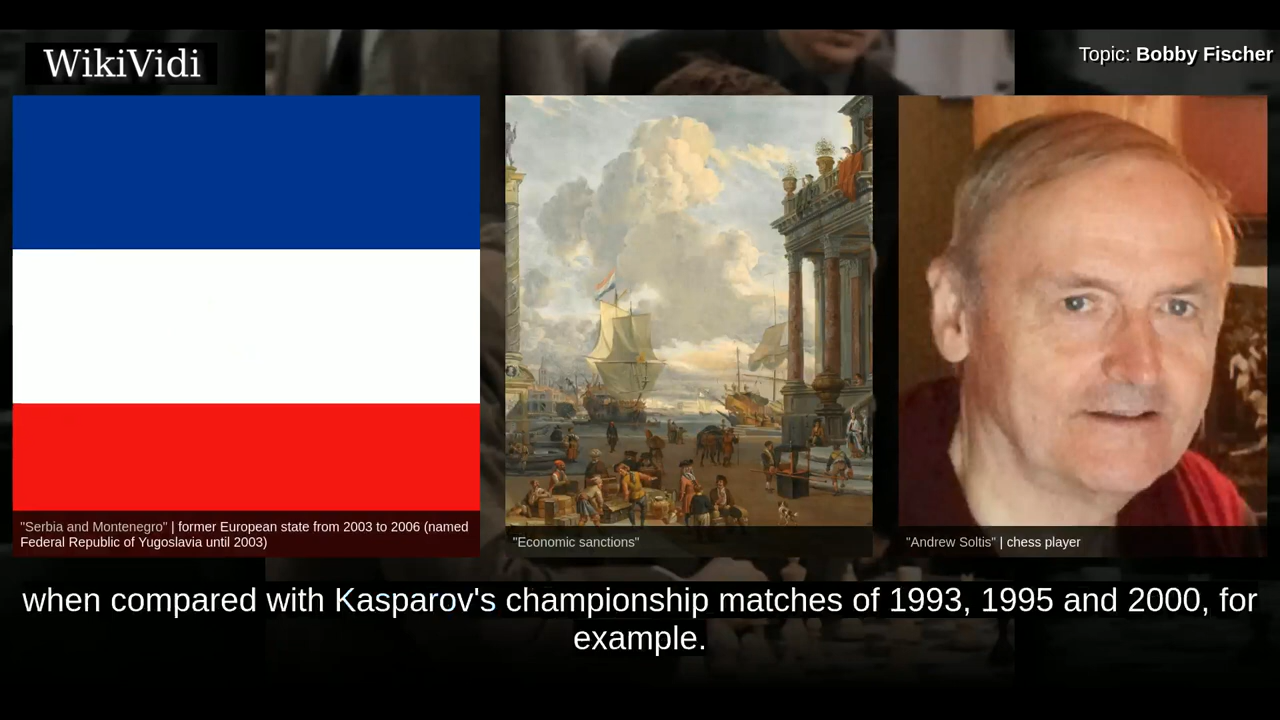 WikiVidi
Topic: Bobby Fischer
"Serbia and Montenegro" | former European state from 2003 to 2006 (named
Federal Republic of Yugoslavia until 2003)
"Economic sanctions"
"Andrew Soltis" | chess player
when compared with Kasparov's championship matches of 1993, 1995 and 2000, for
example.